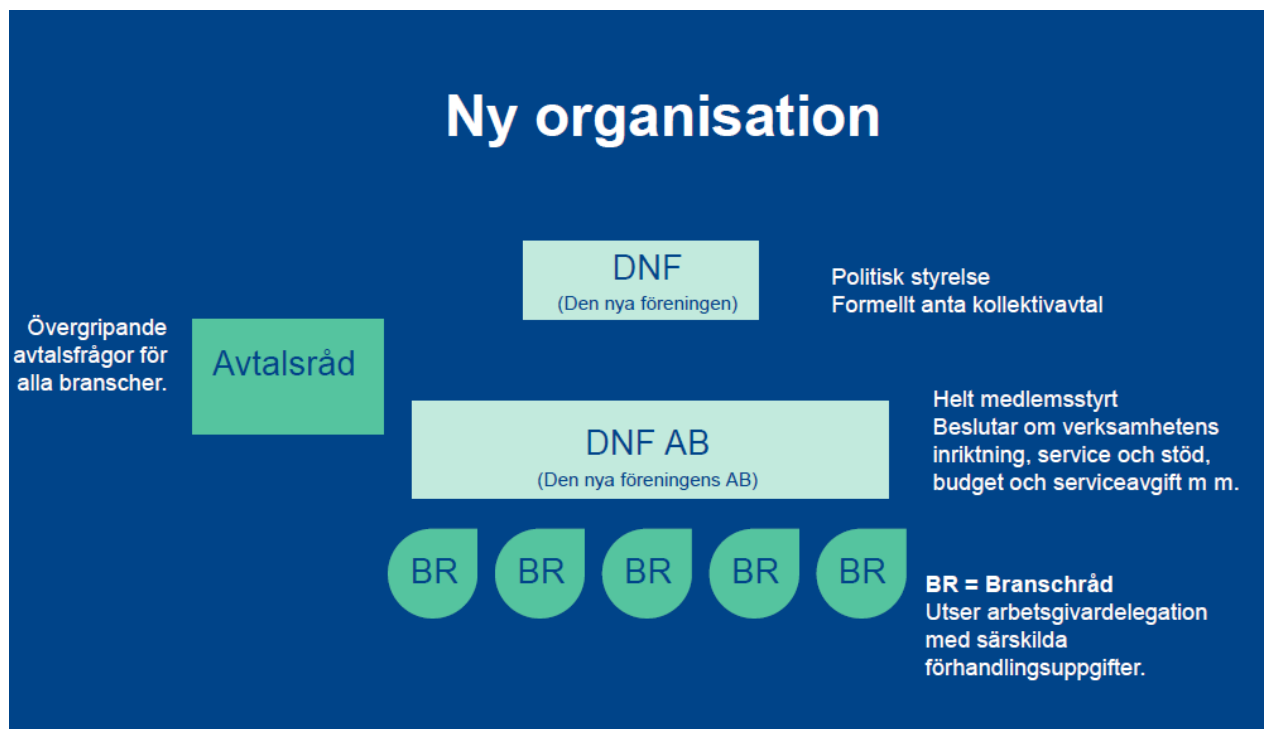 Ny organisation
DNF
(Den nya föreningen)
Politisk styrelse
Formellt anta kollektivavtal
Övergripande
avtalsfrågor för
alla branscher.
Avtalsråd
DNF AB
(Den nya föreningens AB)
Helt medlemsstyrt
Beslutar om verksamhetens
inriktning, service och stöd,
budget och serviceavgift m m.
BR BR BR BR BR
BR = Branschråd
Utser arbetsgivardelegation
med särskilda
förhandlingsuppgifter.